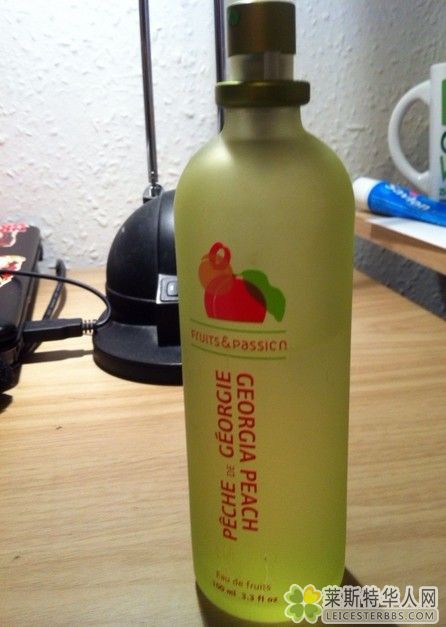 fruits & passion
GEORGIA PEACH
PÊCHE DE GÉORGIE
Eau de fruits
100 ml 3.3 fl oz
Savlon
莱斯特华人网
LEICESTERBBS.COM